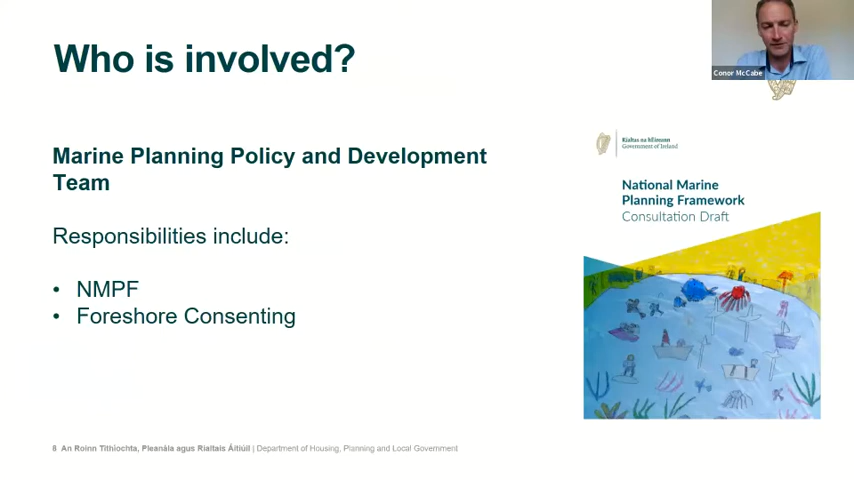 Who is involved?
Conor McCabe
Marine Planning Policy and Development
Team
Responsibilities include:
• NMPF
• Foreshore Consenting
Rialtas na hÉireann
Government of Ireland
National Marine
Planning Framework
Consultation Draft
8 An Roinn Tithíochta, Pleanála agus Rialtais Áitiúil | Department of Housing, Planning and Local Government